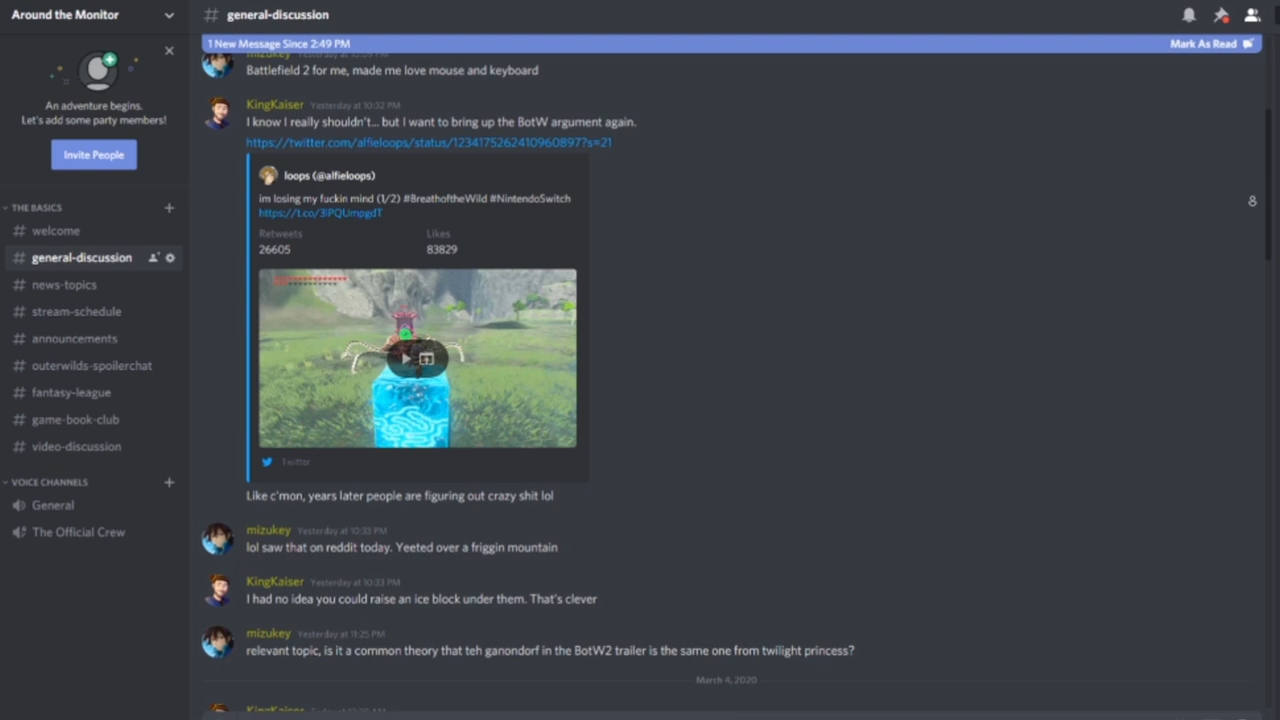 Around the Monitor
An adventure begins.
Let's add some party members!
Invite People
THE BASICS
welcome
general-discussion
news-topics
stream-schedule
announcements
outerwilds-spoilerchat
fantasy-league
game-book-club
video-discussion
VOICE CHANNELS
General
The Official Crew
# general-discussion
1 New Message Since 2:49 PM Mark As Read
mizukey
Battlefield 2 for me, made me love mouse and keyboard
KingKaiser Yesterday at 10:32 PM
I know I really shouldn't... but I want to bring up the BotW argument again.
https://twitter.com/alfieloops/status/1234175262410960897?s=21
loops (@alfieloops)
im losing my fuckin mind (1/2) #BreathoftheWild #NintendoSwitch
https://t.co/3lPQUmpgdT
Retweets Likes
26605 83829
Twitter
Like c'mon, years later people are figuring out crazy shit lol
mizukey Yesterday at 10:33 PM
lol saw that on reddit today. Yeeted over a friggin mountain
KingKaiser Yesterday at 10:33 PM
I had no idea you could raise an ice block under them. That's clever
mizukey Yesterday at 11:25 PM
relevant topic, is it a common theory that teh ganondorf in the BotW2 trailer is the same one from twilight princess?
March 4, 2020
KingKaiser